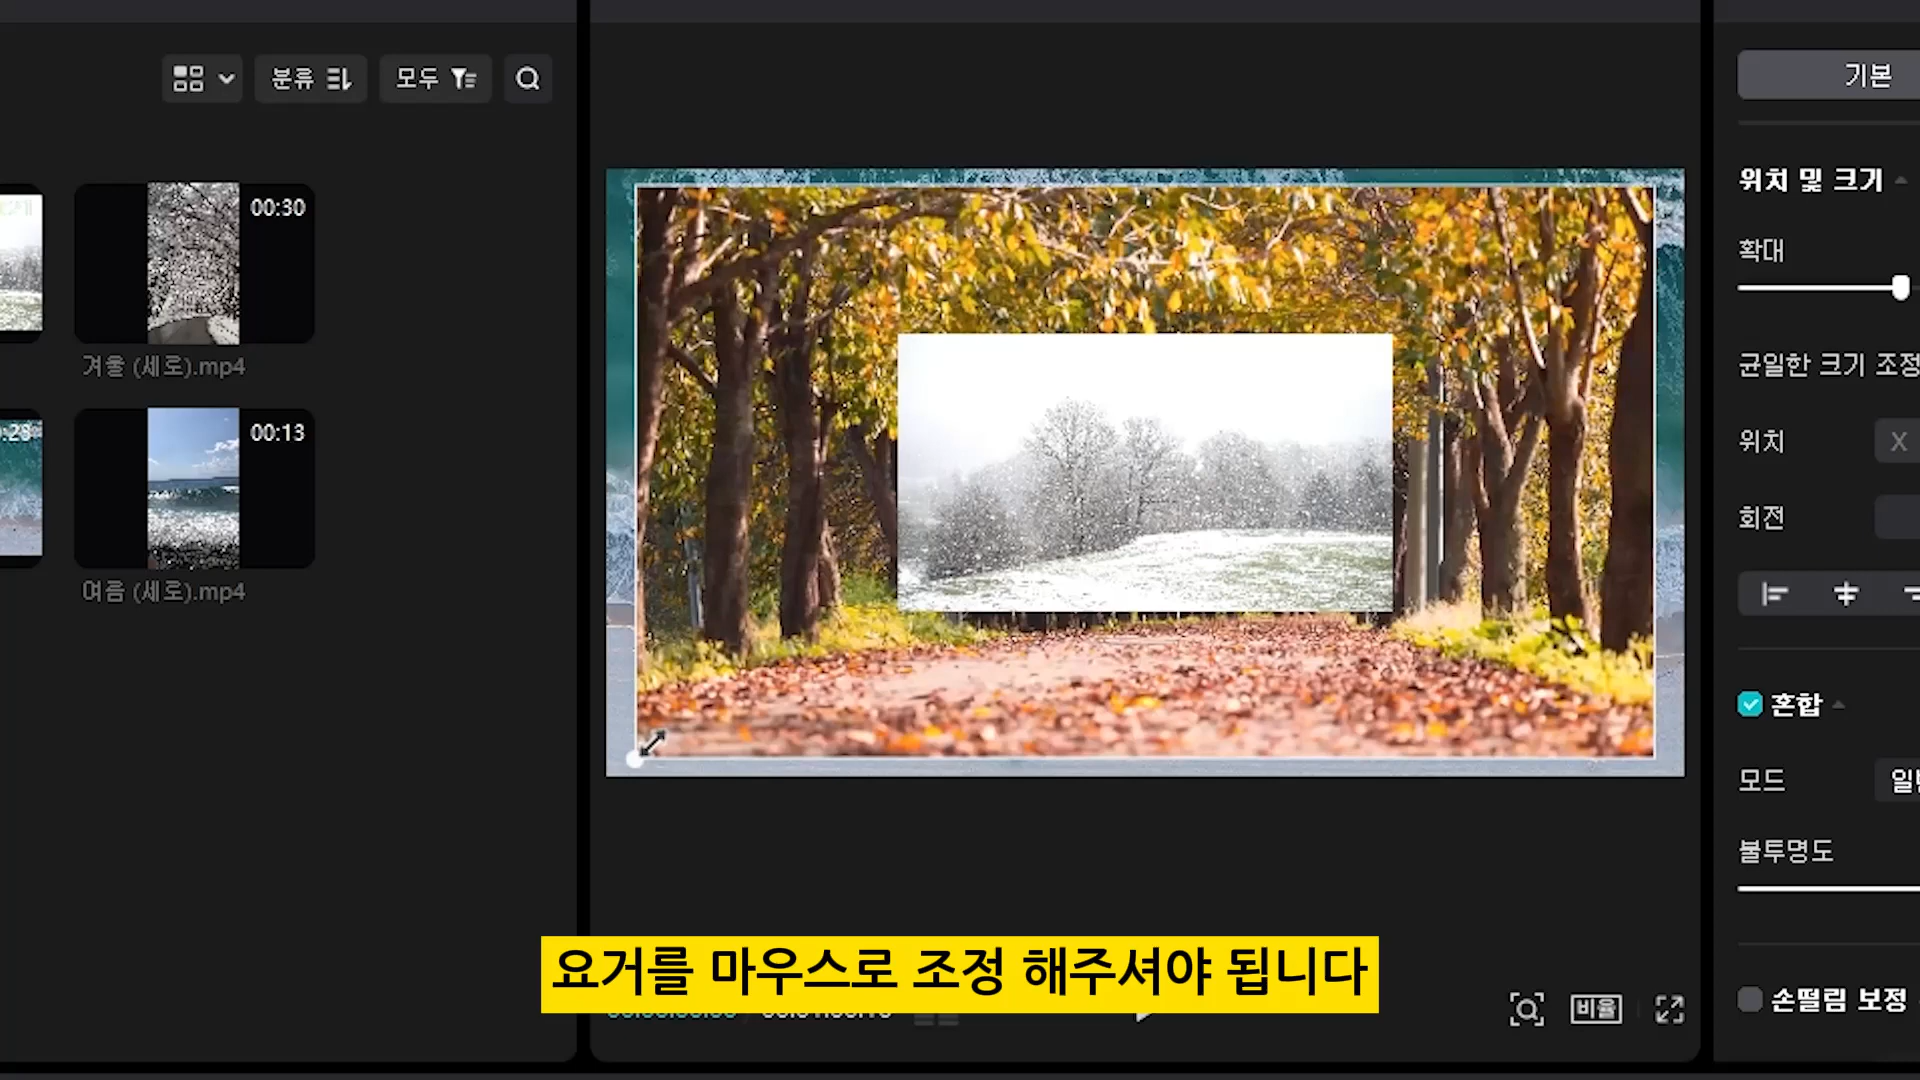 분류
모두
00:30
겨울 (세로).mp4
:28
00:13
여름 (세로).mp4
기본
위치 및 크기
확대
균일한 크기 조정
위치
X
회전
혼합
모드
불투명도
손떨림 보정
요거를 마우스로 조정 해주셔야 됩니다
비율